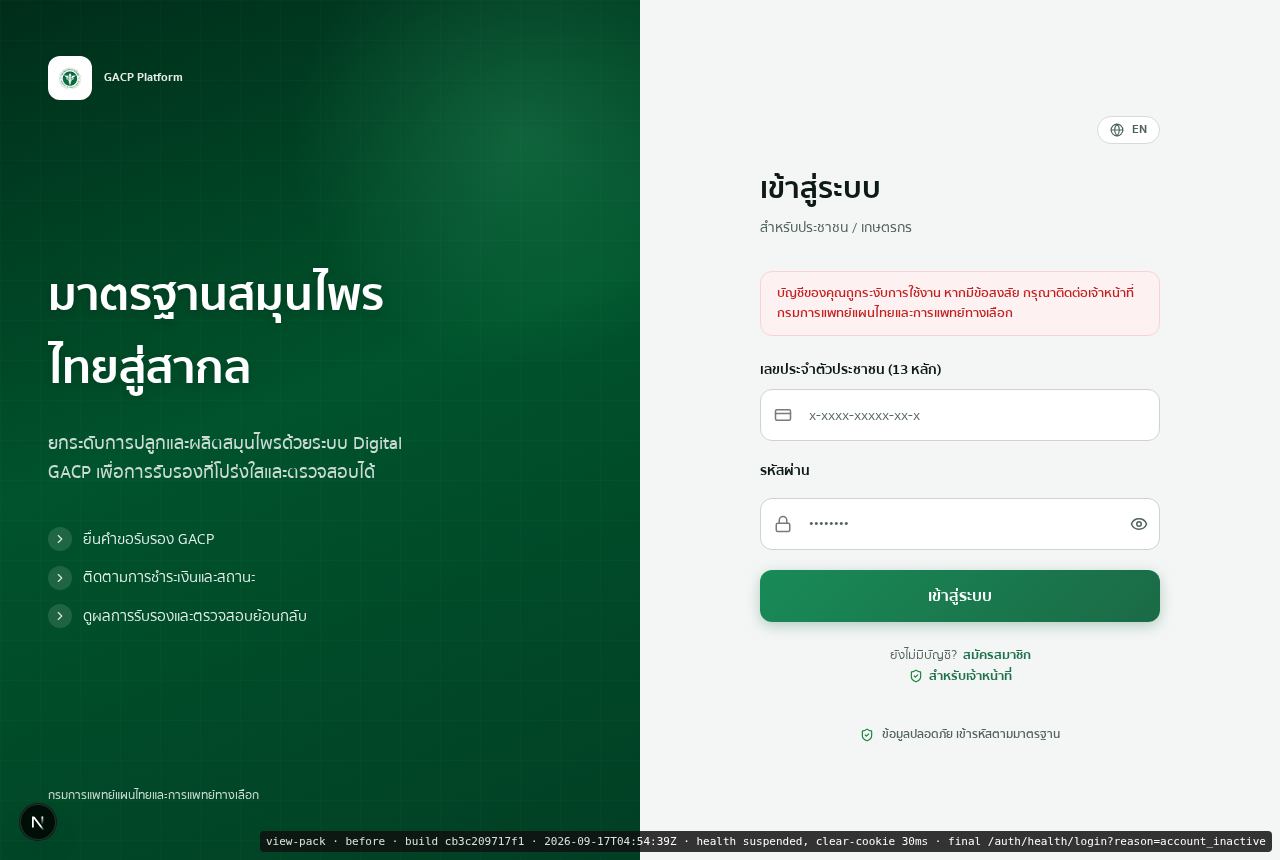 GACP Platform
มาตรฐานสมุนไพร
ไทยสู่สากล
ยกระดับการปลูกและผลิตสมุนไพรด้วยระบบ Digital
GACP เพื่อการรับรองที่โปร่งใสและตรวจสอบได้
ยื่นคำขอรับรอง GACP
ติดตามการชำระเงินและสถานะ
ดูผลการรับรองและตรวจสอบย้อนกลับ
กรมการแพทย์แผนไทยและการแพทย์ทางเลือก
EN
เข้าสู่ระบบ
สำหรับประชาชน / เกษตรกร
บัญชีของคุณถูกระงับการใช้งาน หากมีข้อสงสัย กรุณาติดต่อเจ้าหน้าที่
กรมการแพทย์แผนไทยและการแพทย์ทางเลือก
เลขประจำตัวประชาชน (13 หลัก)
x-xxxx-xxxxx-xx-x
รหัสผ่าน
••••••••
เข้าสู่ระบบ
ยังไม่มีบัญชี? สมัครสมาชิก
สำหรับเจ้าหน้าที่
ข้อมูลปลอดภัย เข้ารหัสตามมาตรฐาน
view-pack · before · build cb3c209717f1 · 2026-09-17T04:54:39Z · health suspended, clear-cookie 30ms · final /auth/health/login?reason=account_inactive